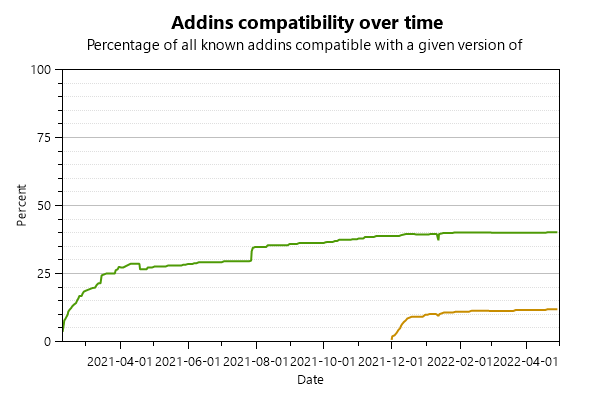 Addins compatibility over time
Percentage of all known addins compatible with a given version of
100
75
50
25
0
Percent
2021-04-01 2021-06-01 2021-08-01 2021-10-01 2021-12-01 2022-02-01 2022-04-01
Date